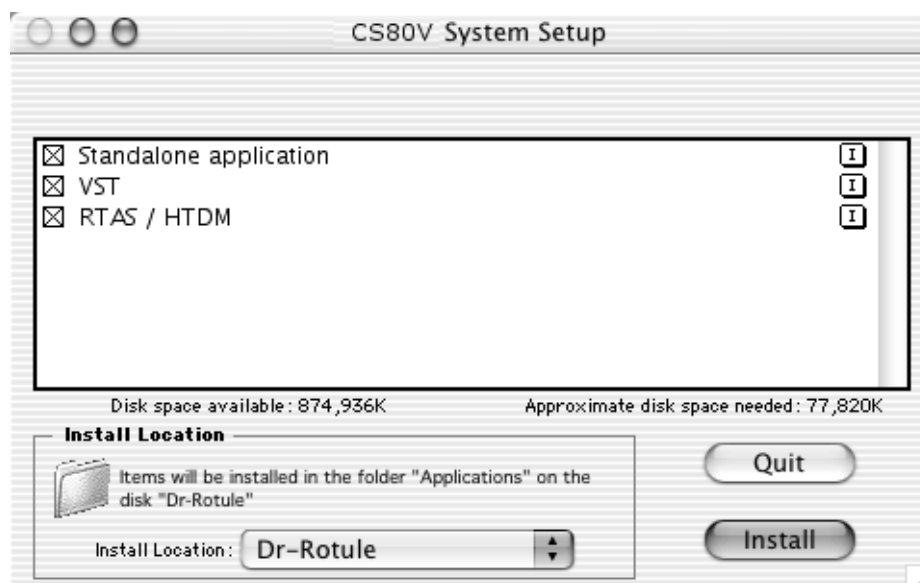 CS80V System Setup
Standalone application I
VST I
RTAS / HTDM I
Disk space available : 874,936K Approximate disk space needed : 77,820K
Install Location
Items will be installed in the folder "Applications" on the
disk "Dr-Rotule"
Install Location : Dr-Rotule
Quit
Install